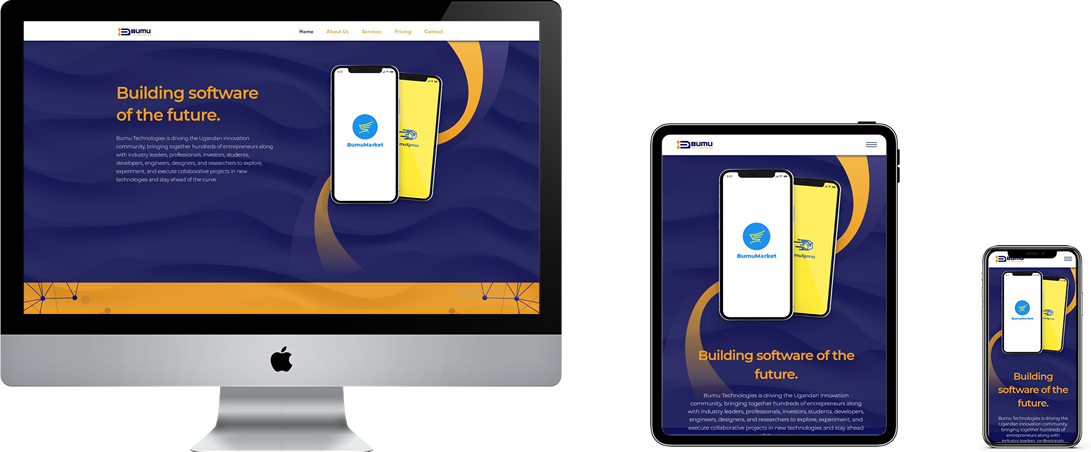 BUMU
Home About Us Services Pricing Contact
Building software
of the future.
Bumu Technologies is driving the Ugandan innovation
community, bringing together hundreds of entrepreneurs along
with industry leaders, professionals, investors, students,
developers, engineers, designers, and researchers to explore,
experiment, and execute collaborative projects in new
technologies and stay ahead of the curve.
BumuMarket
muXpress
BUMU
BumuMarket
muXpress
Building software of the
future.
Bumu Technologies is driving the Ugandan innovation
community, bringing together hundreds of entrepreneurs along
with industry leaders, professionals, investors, students, developers,
engineers, designers, and researchers to explore, experiment, and
execute collaborative projects in new technologies and stay ahead
BUMU
BumuMarket
Building
software of the
future.
Bumu Technologies is driving the
Ugandan innovation community,
bringing together hundreds of
entrepreneurs along with
industry leaders, professionals,